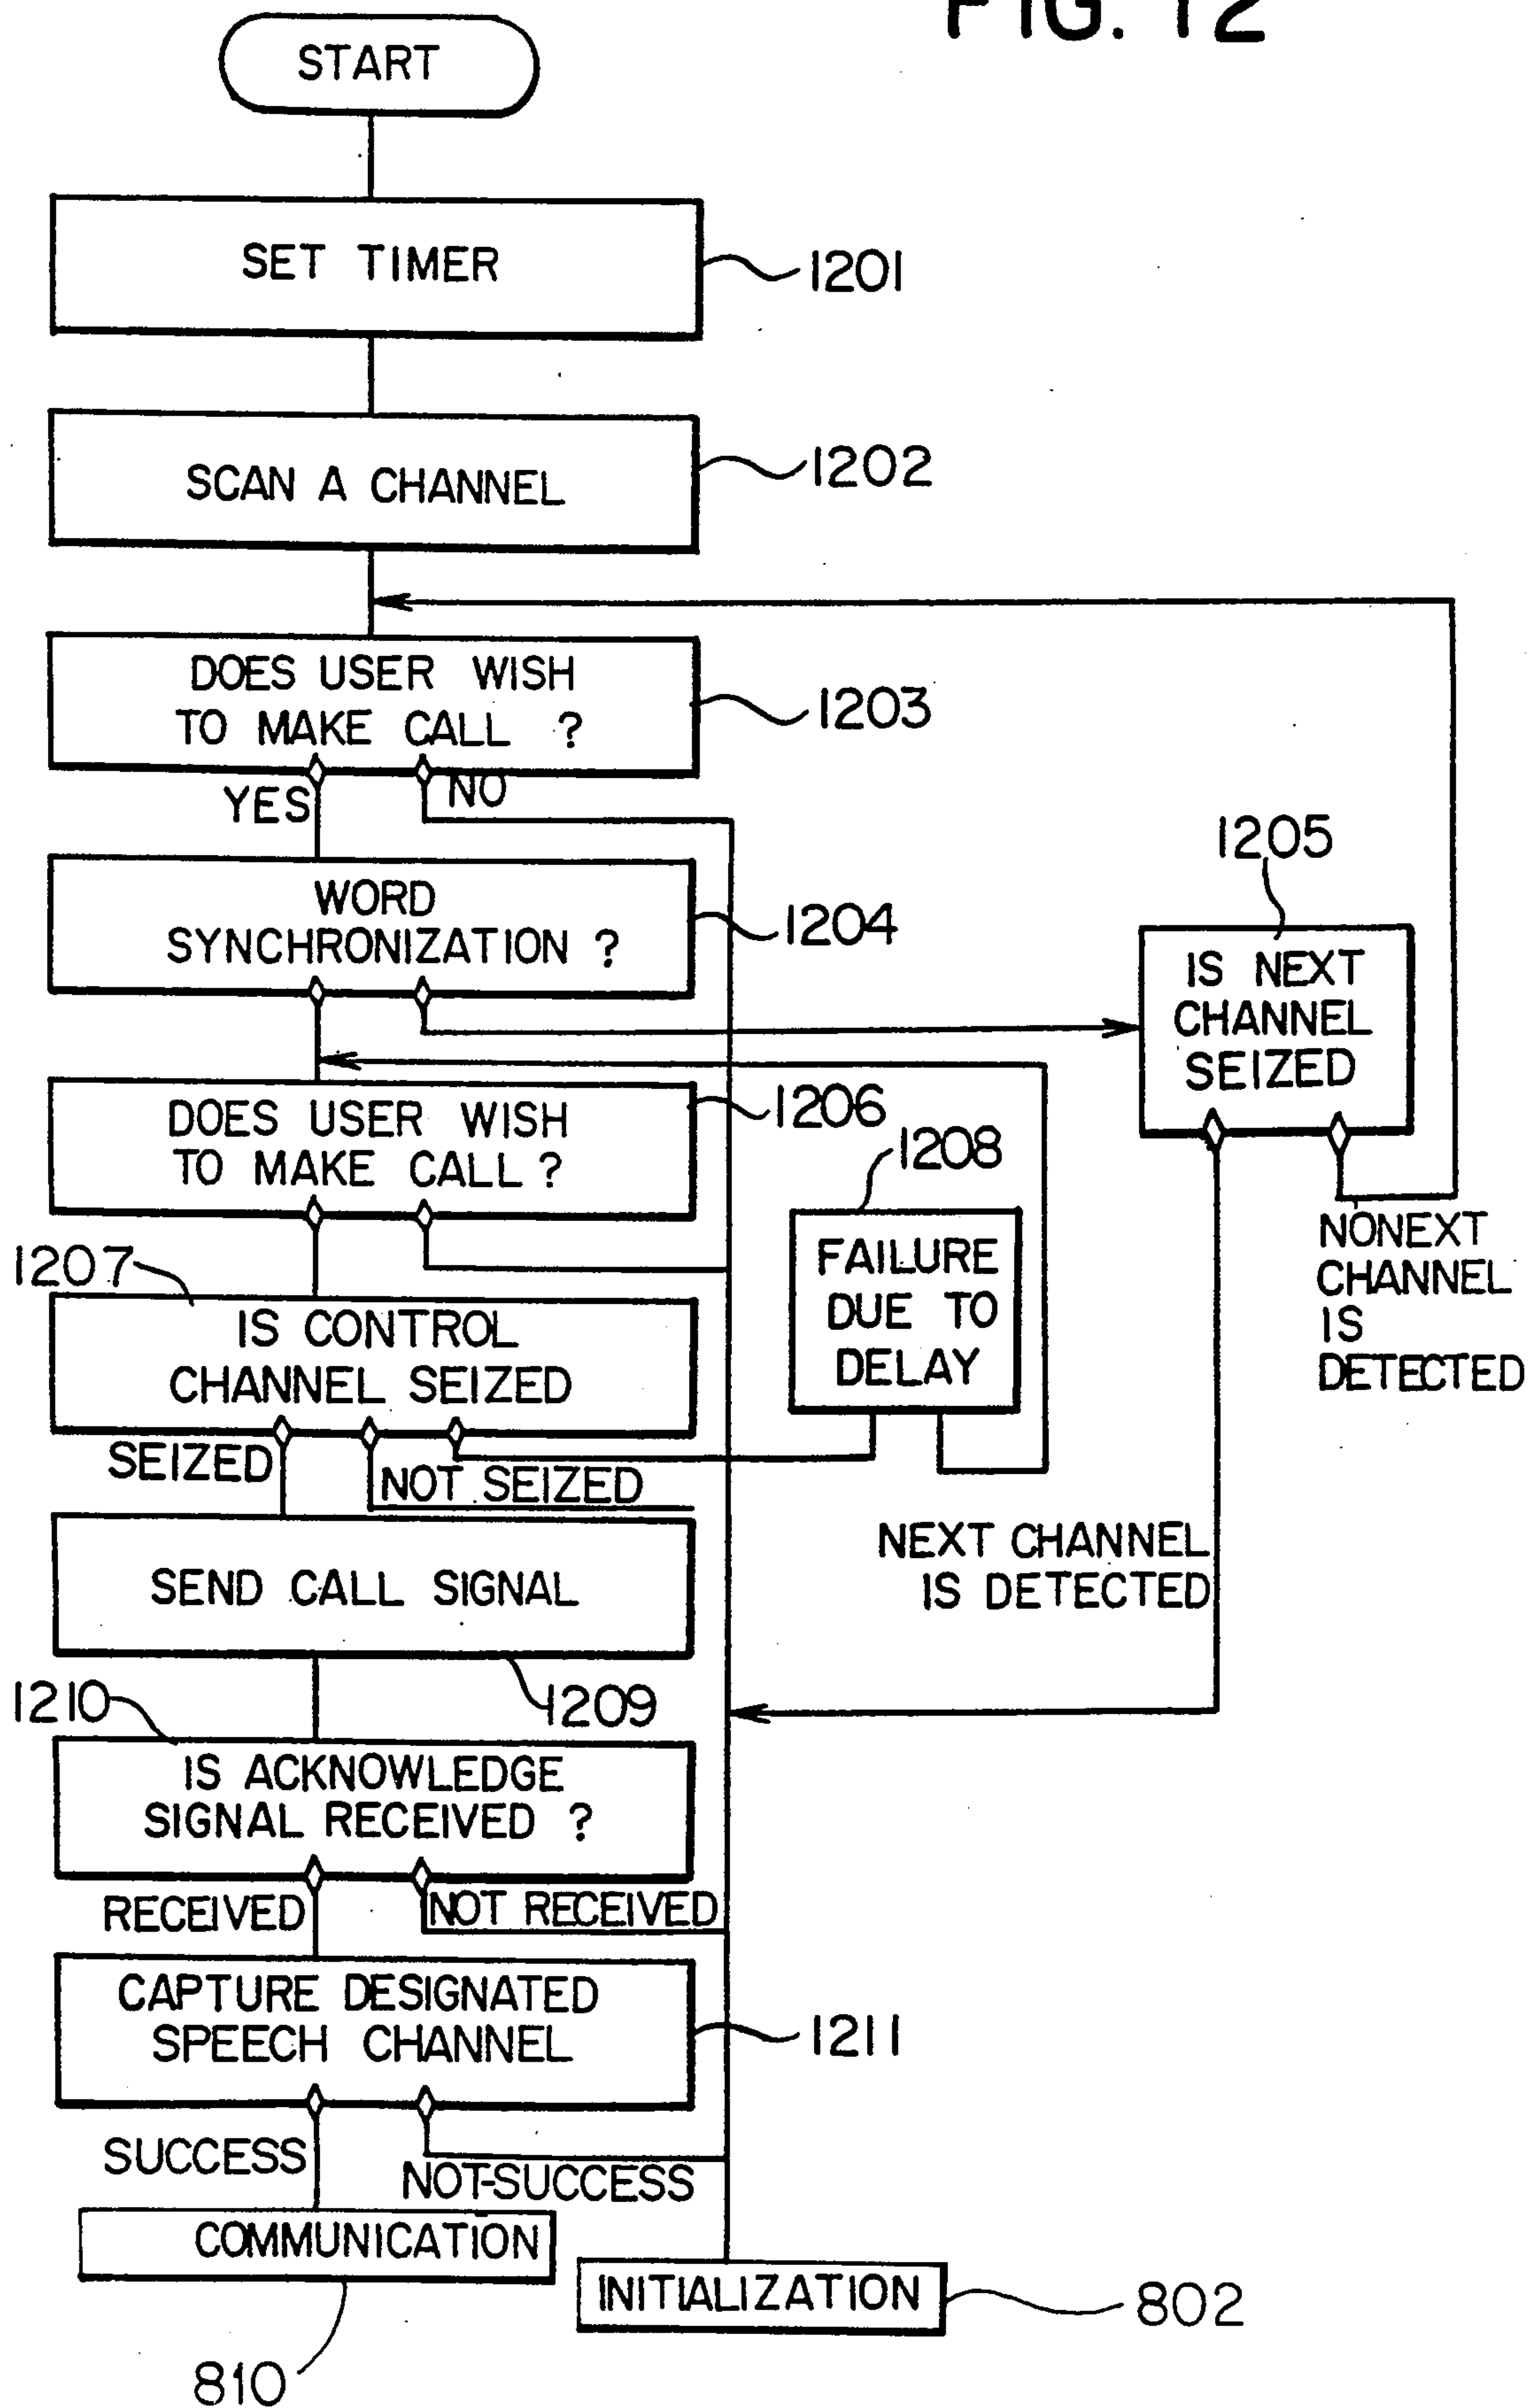 FIG. 12
START
SET TIMER
1201
SCAN A CHANNEL
1202
DOES USER WISH
TO MAKE CALL ?
1203
YES
NO
WORD
SYNCHRONIZATION ?
1204
1205
IS NEXT
CHANNEL
SEIZED
DOES USER WISH
TO MAKE CALL ?
1206
1208
FAILURE
DUE TO
DELAY
NONEXT
CHANNEL
IS
DETECTED
1207
IS CONTROL
CHANNEL SEIZED
SEIZED
NOT SEIZED
NEXT CHANNEL
IS DETECTED
SEND CALL SIGNAL
1209
1210
IS ACKNOWLEDGE
SIGNAL RECEIVED ?
RECEIVED
NOT RECEIVED
CAPTURE DESIGNATED
SPEECH CHANNEL
1211
SUCCESS
NOT-SUCCESS
COMMUNICATION
INITIALIZATION
802
810